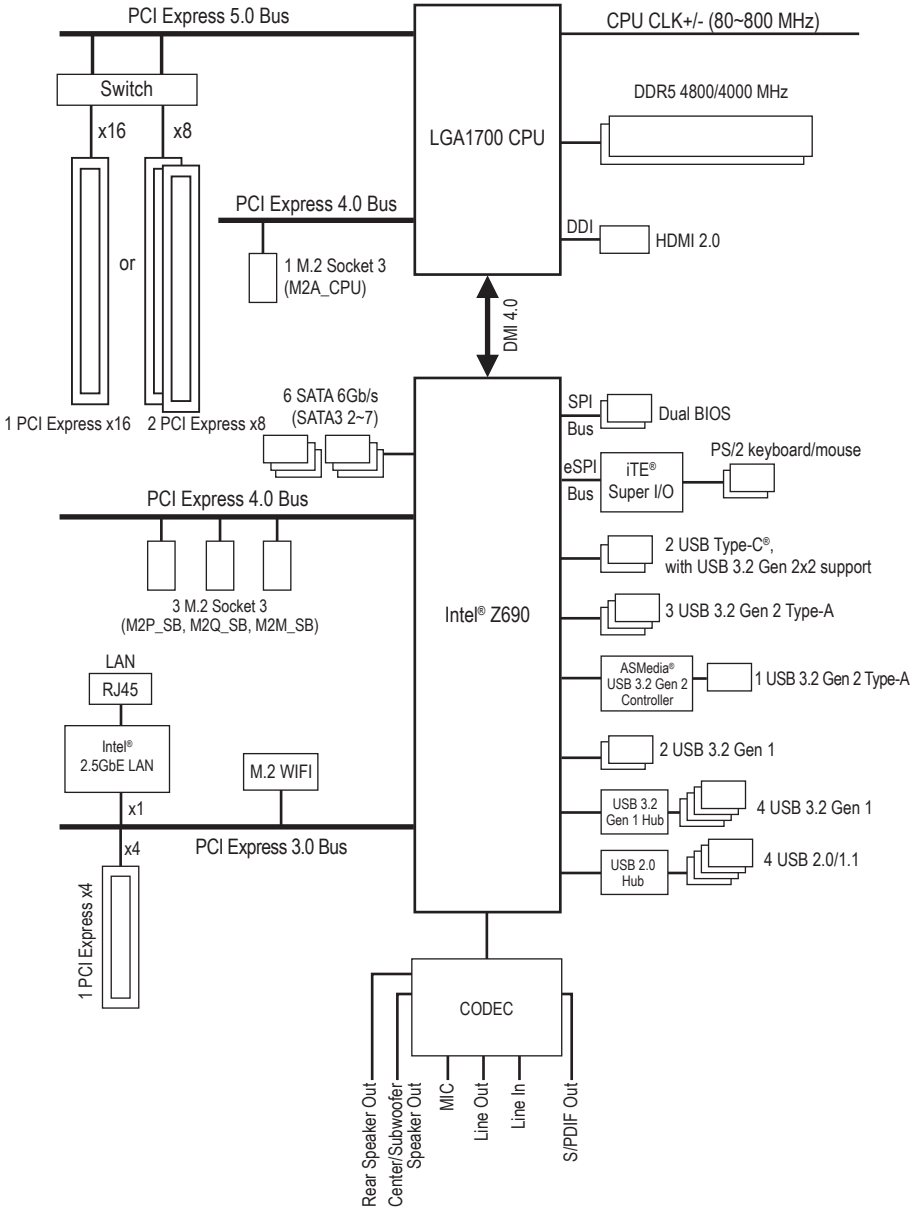 PCI Express 5.0 Bus
CPU CLK+/- (80~800 MHz)
Switch
x16
x8
DDR5 4800/4000 MHz
LGA1700 CPU
PCI Express 4.0 Bus
DDI
HDMI 2.0
or
1 M.2 Socket 3
(M2A_CPU)
DMI 4.0
1 PCI Express x16
2 PCI Express x8
6 SATA 6Gb/s
(SATA3 2~7)
SPI
Bus
Dual BIOS
eSPI
Bus
iTE®
Super I/O
PS/2 keyboard/mouse
PCI Express 4.0 Bus
3 M.2 Socket 3
(M2P_SB, M2Q_SB, M2M_SB)
Intel® Z690
2 USB Type-C®,
with USB 3.2 Gen 2x2 support
3 USB 3.2 Gen 2 Type-A
ASMedia®
USB 3.2 Gen 2
Controller
1 USB 3.2 Gen 2 Type-A
LAN
RJ45
Intel®
2.5GbE LAN
x1
M.2 WIFI
2 USB 3.2 Gen 1
USB 3.2
Gen 1 Hub
4 USB 3.2 Gen 1
PCI Express 3.0 Bus
x4
1 PCI Express x4
USB 2.0
Hub
4 USB 2.0/1.1
CODEC
Rear Speaker Out
Center/Subwoofer
Speaker Out
MIC
Line Out
Line In
S/PDIF Out